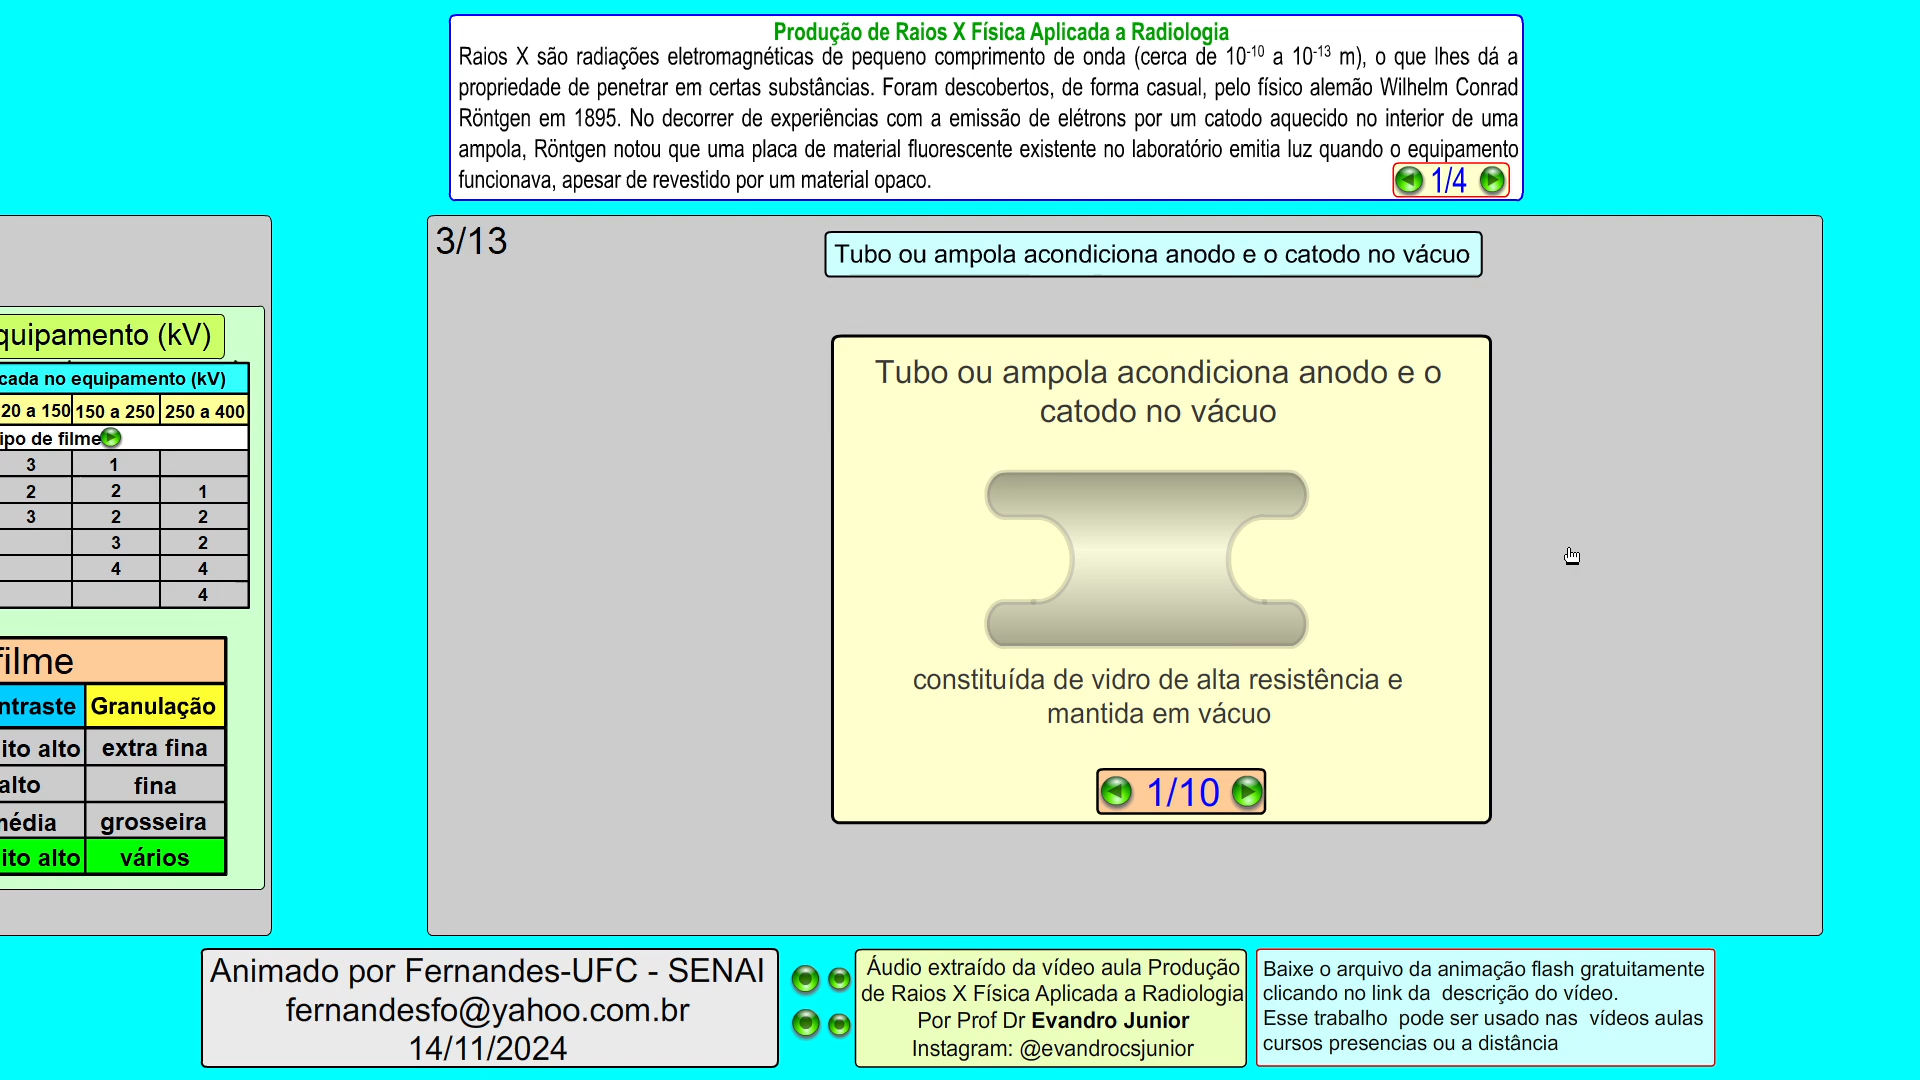 Produção de Raios X Física Aplicada a Radiologia
Raios X são radiações eletromagnéticas de pequeno comprimento de onda (cerca de 10-10 a 10-13 m), o que lhes dá a
propriedade de penetrar em certas substâncias. Foram descobertos, de forma casual, pelo físico alemão Wilhelm Conrad
Röntgen em 1895. No decorrer de experiências com a emissão de elétrons por um catodo aquecido no interior de uma
ampola, Röntgen notou que uma placa de material fluorescente existente no laboratório emitia luz quando o equipamento
funcionava, apesar de revestido por um material opaco.
1/4
quipamento (kV)
cada no equipamento (kV)
20 a 150 150 a 250 250 a 400
ipo de filme
3 1
2 2 1
3 2 2
3 2
4 4
4
filme
ntraste Granulação
ito alto extra fina
alto fina
média grosseira
ito alto vários
3/13
Tubo ou ampola acondiciona anodo e o catodo no vácuo
Tubo ou ampola acondiciona anodo e o
catodo no vácuo
constituída de vidro de alta resistência e
mantida em vácuo
1/10
Animado por Fernandes-UFC - SENAI
fernandesfo@yahoo.com.br
14/11/2024
Áudio extraído da vídeo aula Produção
de Raios X Física Aplicada a Radiologia
Por Prof Dr Evandro Junior
Instagram: @evandrocsjunior
Baixe o arquivo da animação flash gratuitamente
clicando no link da descrição do vídeo.
Esse trabalho pode ser usado nas vídeos aulas
cursos presencias ou a distância